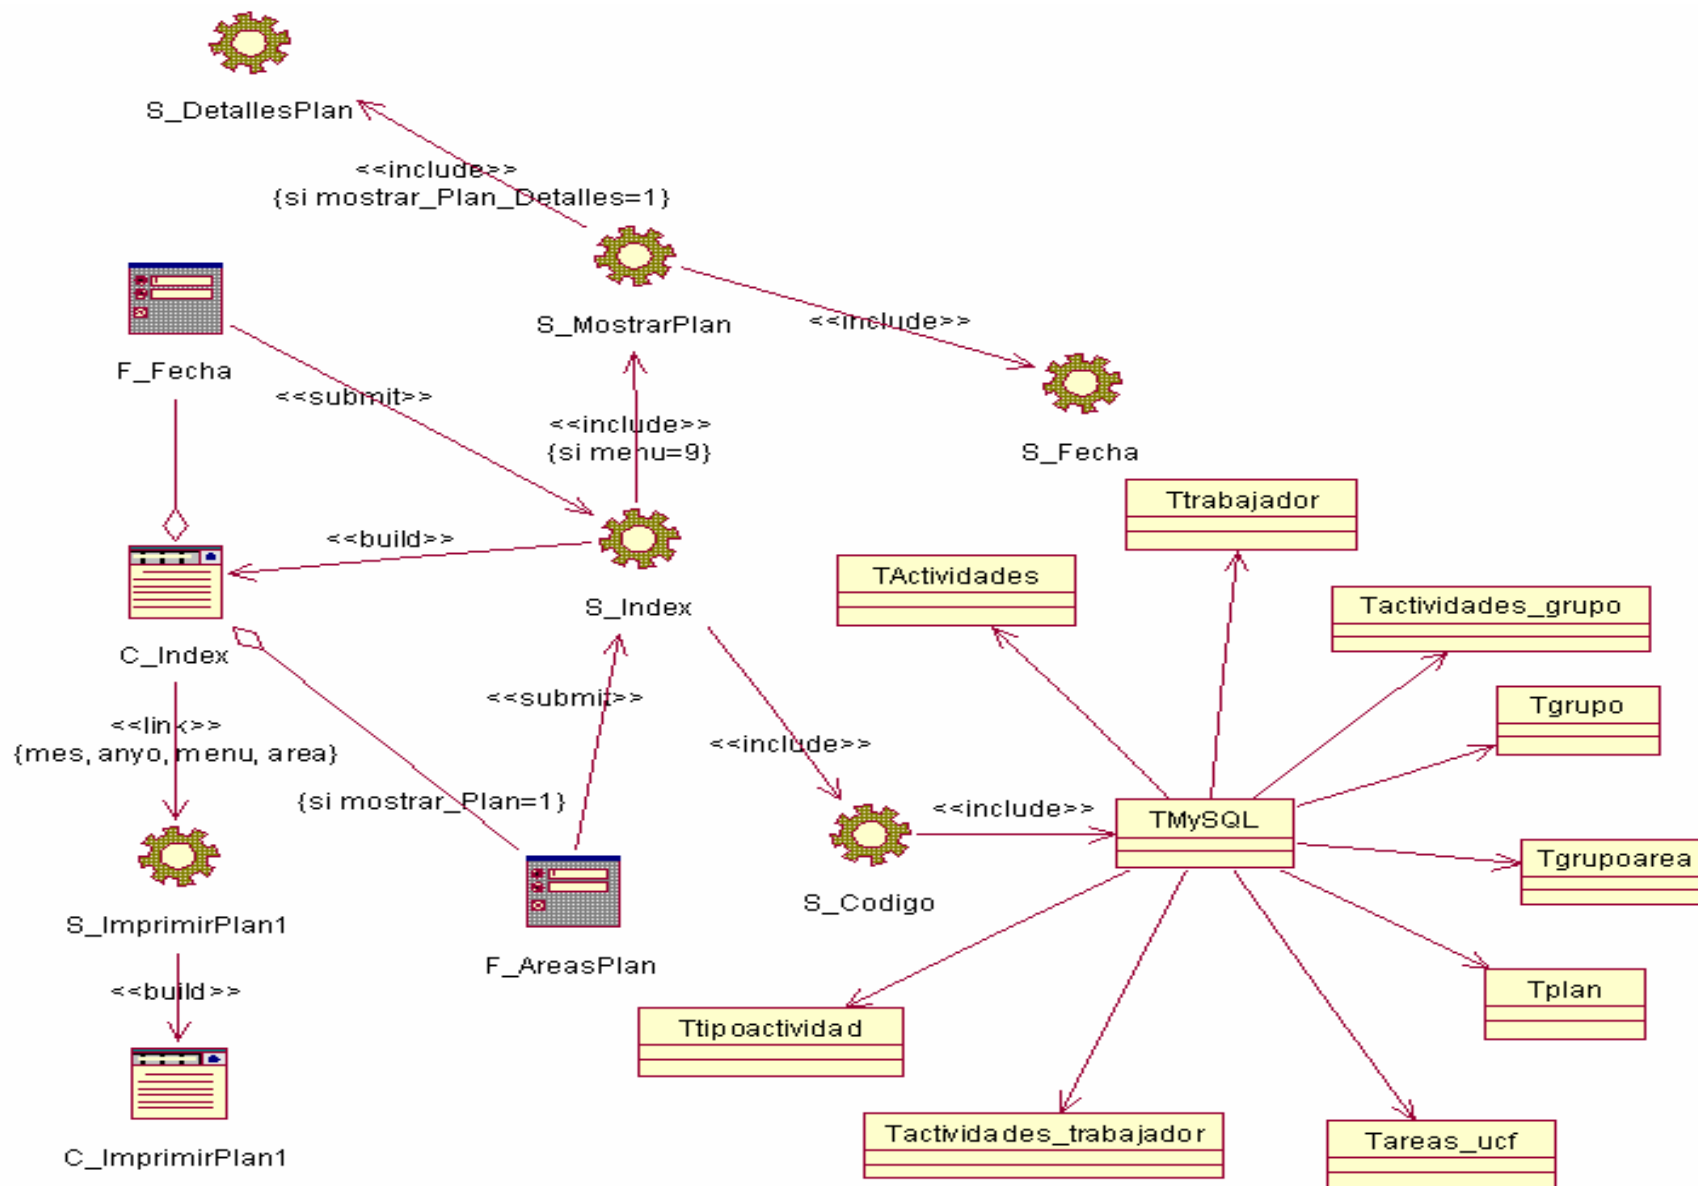 S_DetallesPlan
<<include>>
{si mostrar_Plan_Detalles=1}
S_MostrarPlan
<<include>>
F_Fecha
<<submit>>
<<include>>
{si menu=9}
S_Fecha
Ttrabajador
<<build>>
TActividades
S_Index
Tactividades_grupo
C_Index
<<submit>>
Tgrupo
<<link>>
{mes, anyo, menu, area}
<<include>>
{si mostrar_Plan=1}
<<include>>
TMySQL
Tgrupoarea
S_Codigo
S_ImprimirPlan1
F_AreasPlan
<<build>>
Tplan
Ttipoactividad
Tactividades_trabajador
Tareas_ucf
C_ImprimirPlan1